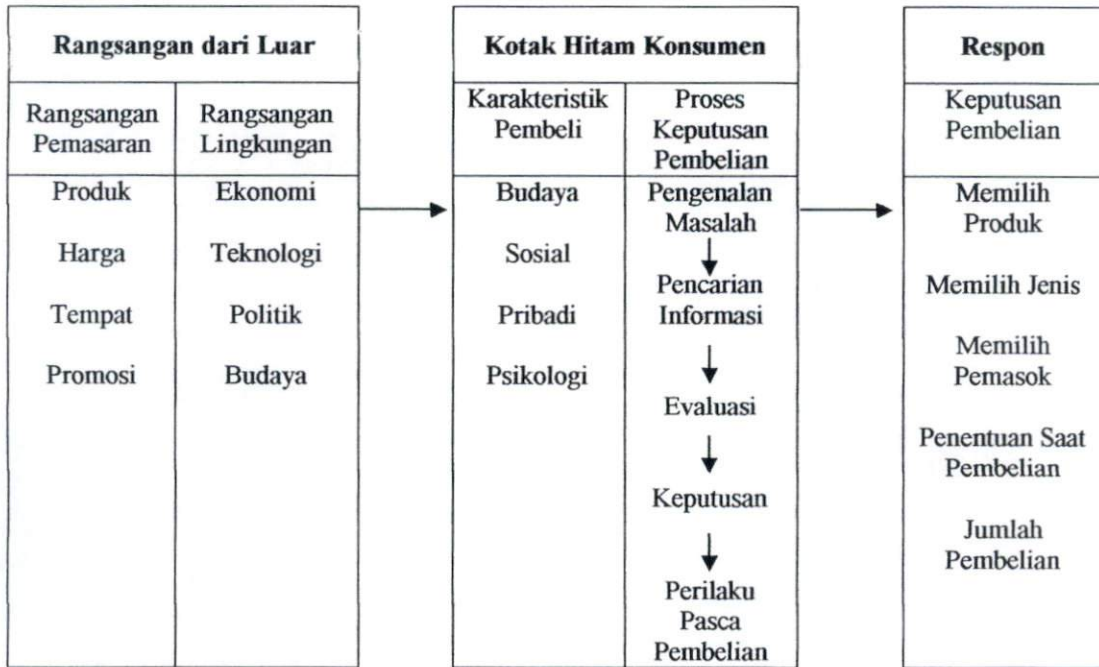 Rangsangan dari Luar
Rangsangan
Pemasaran
Produk
Harga
Tempat
Promosi
Rangsangan
Lingkungan
Ekonomi
Teknologi
Politik
Budaya
Kotak Hitam Konsumen
Karakteristik
Pembeli
Budaya
Sosial
Pribadi
Psikologi
Proses
Keputusan
Pembelian
Pengenalan
Masalah
Pencarian
Informasi
Evaluasi
Keputusan
Perilaku
Pasca
Pembelian
Respon
Keputusan
Pembelian
Memilih
Produk
Memilih Jenis
Memilih
Pemasok
Penentuan Saat
Pembelian
Jumlah
Pembelian